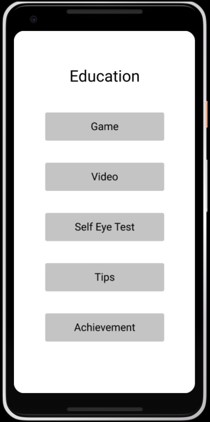 Education
Game
Video
Self Eye Test
Tips
Achievement